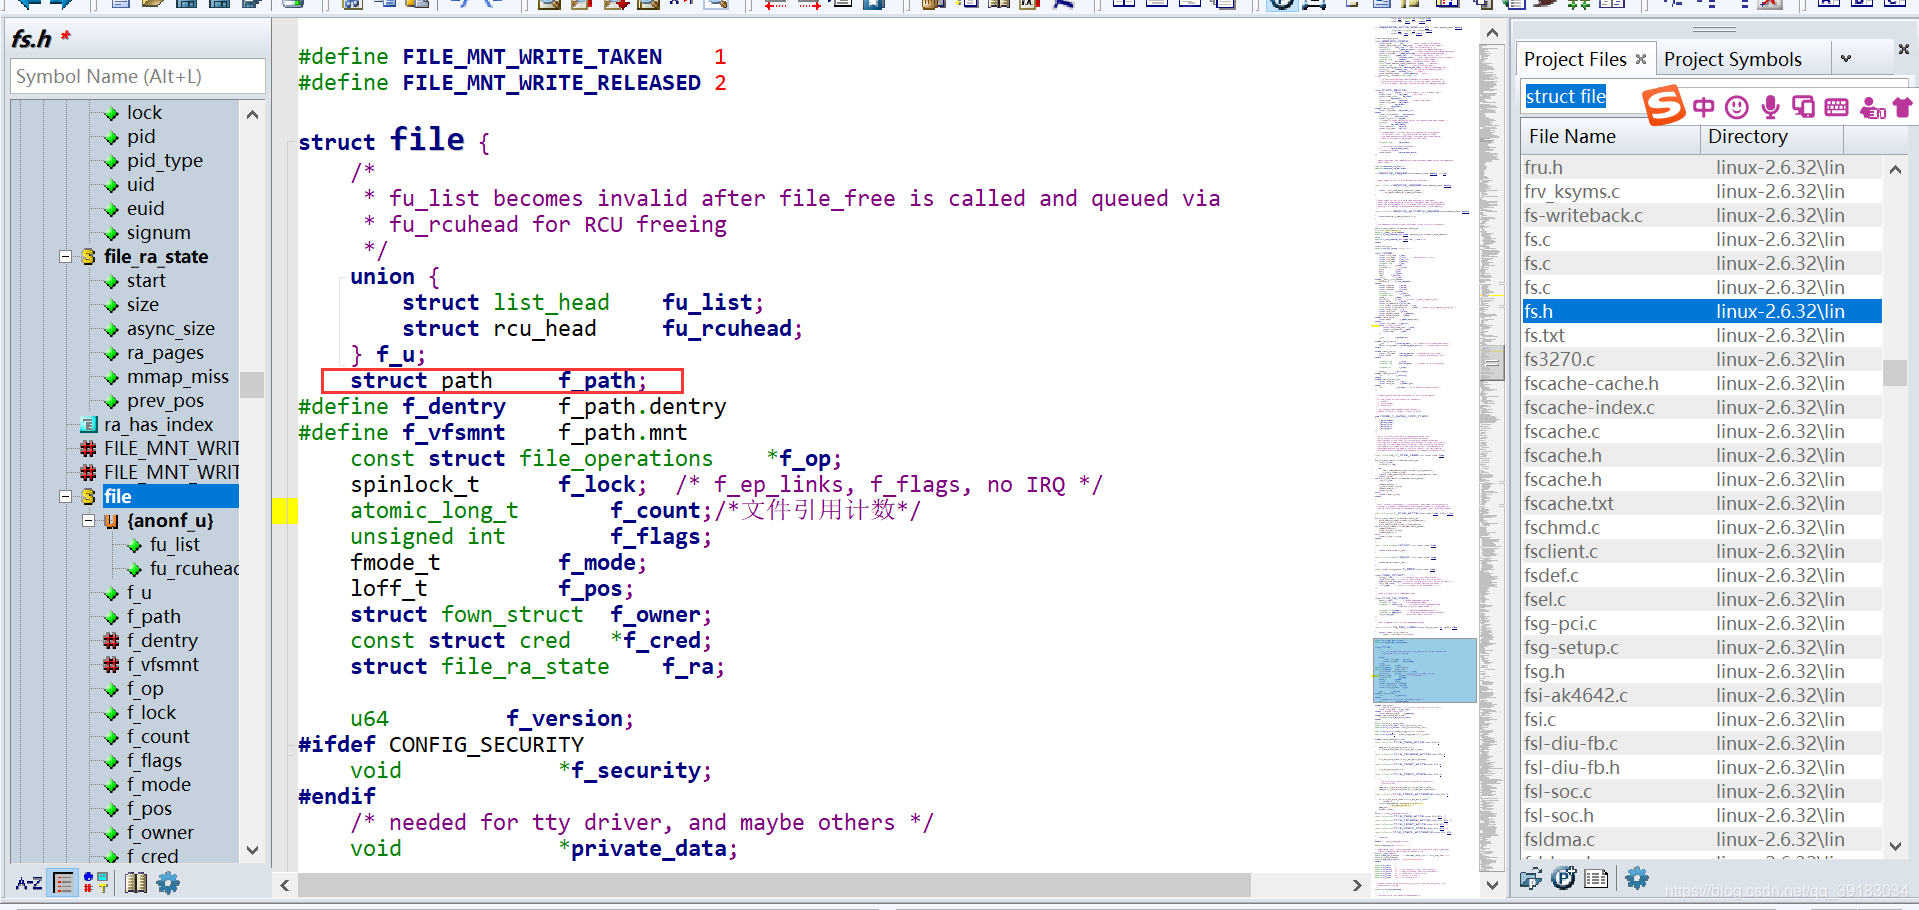 fs.h *
Symbol Name (Alt+L)
lock
pid
pid_type
uid
euid
signum
file_ra_state
start
size
async_size
ra_pages
mmap_miss
prev_pos
ra_has_index
FILE_MNT_WRIT
FILE_MNT_WRIT
file
{anonf_u}
fu_list
fu_rcuhead
f_u
f_path
f_dentry
f_vfsmnt
f_op
f_lock
f_count
f_flags
f_mode
f_pos
f_owner
f_cred
A-Z
#define FILE_MNT_WRITE_TAKEN 1
#define FILE_MNT_WRITE_RELEASED 2
struct file {
/*
* fu_list becomes invalid after file_free is called and queued via
* fu_rcuhead for RCU freeing
*/
union {
struct list_head fu_list;
struct rcu_head fu_rcuhead;
} f_u;
struct path f_path;
#define f_dentry f_path.dentry
#define f_vfsmnt f_path.mnt
const struct file_operations *f_op;
spinlock_t f_lock; /* f_ep_links, f_flags, no IRQ */
atomic_long_t f_count;/*文件引用计数*/
unsigned int f_flags;
fmode_t f_mode;
loff_t f_pos;
struct fown_struct f_owner;
const struct cred *f_cred;
struct file_ra_state f_ra;
u64 f_version;
#ifdef CONFIG_SECURITY
void *f_security;
#endif
/* needed for tty driver, and maybe others */
void *private_data;
Project Files
Project Symbols
struct file
中
File Name Directory
fru.h linux-2.6.32\lin
frv_ksyms.c linux-2.6.32\lin
fs-writeback.c linux-2.6.32\lin
fs.c linux-2.6.32\lin
fs.c linux-2.6.32\lin
fs.c linux-2.6.32\lin
fs.h linux-2.6.32\lin
fs.txt linux-2.6.32\lin
fs3270.c linux-2.6.32\lin
fscache-cache.h linux-2.6.32\lin
fscache-index.c linux-2.6.32\lin
fscache.c linux-2.6.32\lin
fscache.h linux-2.6.32\lin
fscache.h linux-2.6.32\lin
fscache.txt linux-2.6.32\lin
fschmd.c linux-2.6.32\lin
fsclient.c linux-2.6.32\lin
fsdef.c linux-2.6.32\lin
fsel.c linux-2.6.32\lin
fsg-pci.c linux-2.6.32\lin
fsg-setup.c linux-2.6.32\lin
fsg.h linux-2.6.32\lin
fsi-ak4642.c linux-2.6.32\lin
fsi.c linux-2.6.32\lin
fsl-diu-fb.c linux-2.6.32\lin
fsl-diu-fb.h linux-2.6.32\lin
fsl-soc.c linux-2.6.32\lin
fsl-soc.h linux-2.6.32\lin
fsldma.c linux-2.6.32\lin
https://blog.csdn.net/qq_39183034